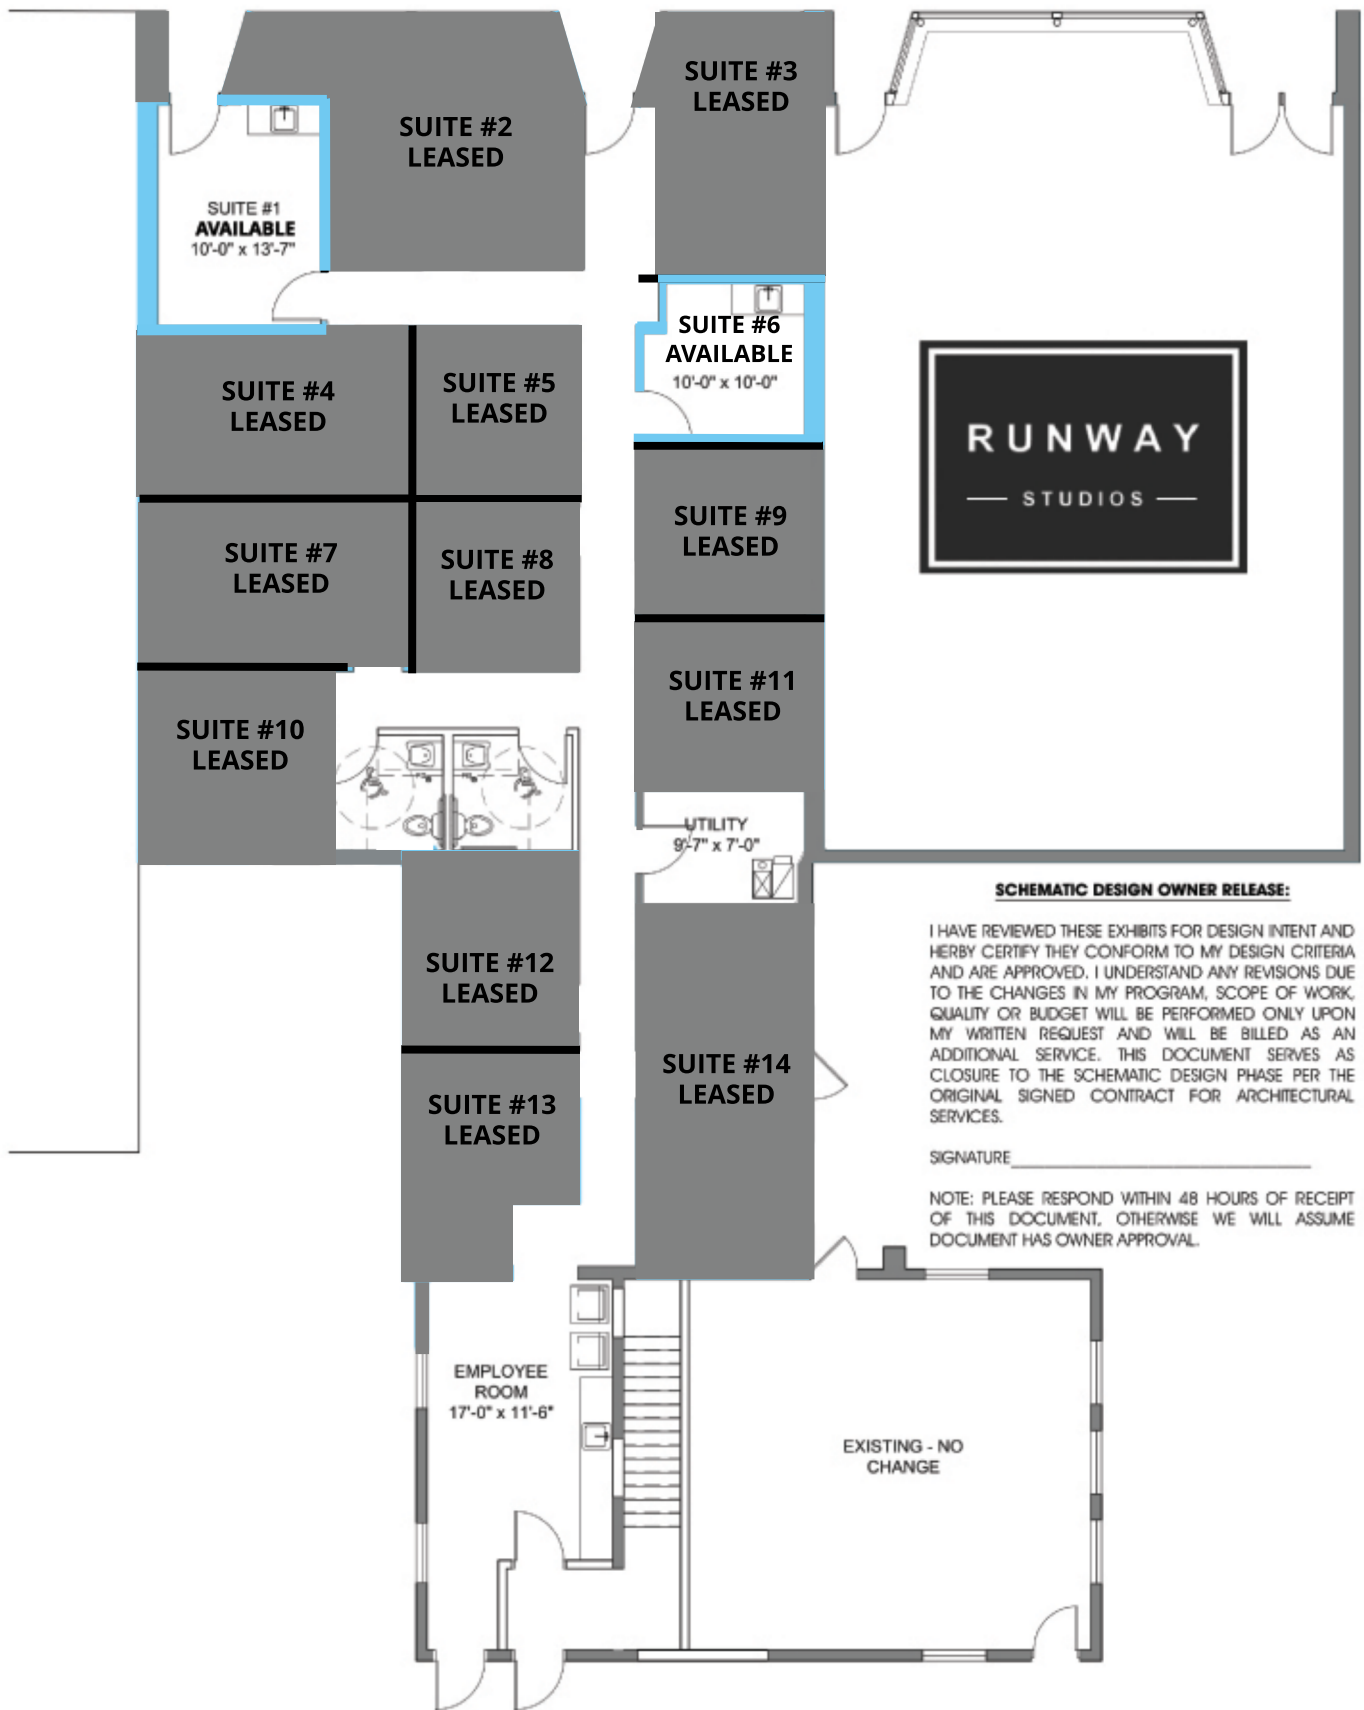 SUITE #3
LEASED
SUITE #2
LEASED
SUITE #1
AVAILABLE
10'-0" x 13'-7"
SUITE #6
AVAILABLE
10'-0" x 10'-0"
SUITE #4
LEASED
SUITE #5
LEASED
RUNWAY
STUDIOS
SUITE #7
LEASED
SUITE #8
LEASED
SUITE #9
LEASED
SUITE #10
LEASED
SUITE #11
LEASED
UTILITY
9'-7" x 7'-0"
SUITE #12
LEASED
SUITE #13
LEASED
SUITE #14
LEASED
SCHEMATIC DESIGN OWNER RELEASE:
I HAVE REVIEWED THESE EXHIBITS FOR DESIGN INTENT AND
HERBY CERTIFY THEY CONFORM TO MY DESIGN CRITERIA
AND ARE APPROVED. I UNDERSTAND ANY REVISIONS DUE
TO THE CHANGES IN MY PROGRAM, SCOPE OF WORK,
QUALITY OR BUDGET WILL BE PERFORMED ONLY UPON
MY WRITTEN REQUEST AND WILL BE BILLED AS AN
ADDITIONAL SERVICE. THIS DOCUMENT SERVES AS
CLOSURE TO THE SCHEMATIC DESIGN PHASE PER THE
ORIGINAL SIGNED CONTRACT FOR ARCHITECTURAL
SERVICES.
SIGNATURE
NOTE: PLEASE RESPOND WITHIN 48 HOURS OF RECEIPT
OF THIS DOCUMENT, OTHERWISE WE WILL ASSUME
DOCUMENT HAS OWNER APPROVAL.
EMPLOYEE
ROOM
17'-0" x 11'-6"
EXISTING - NO
CHANGE